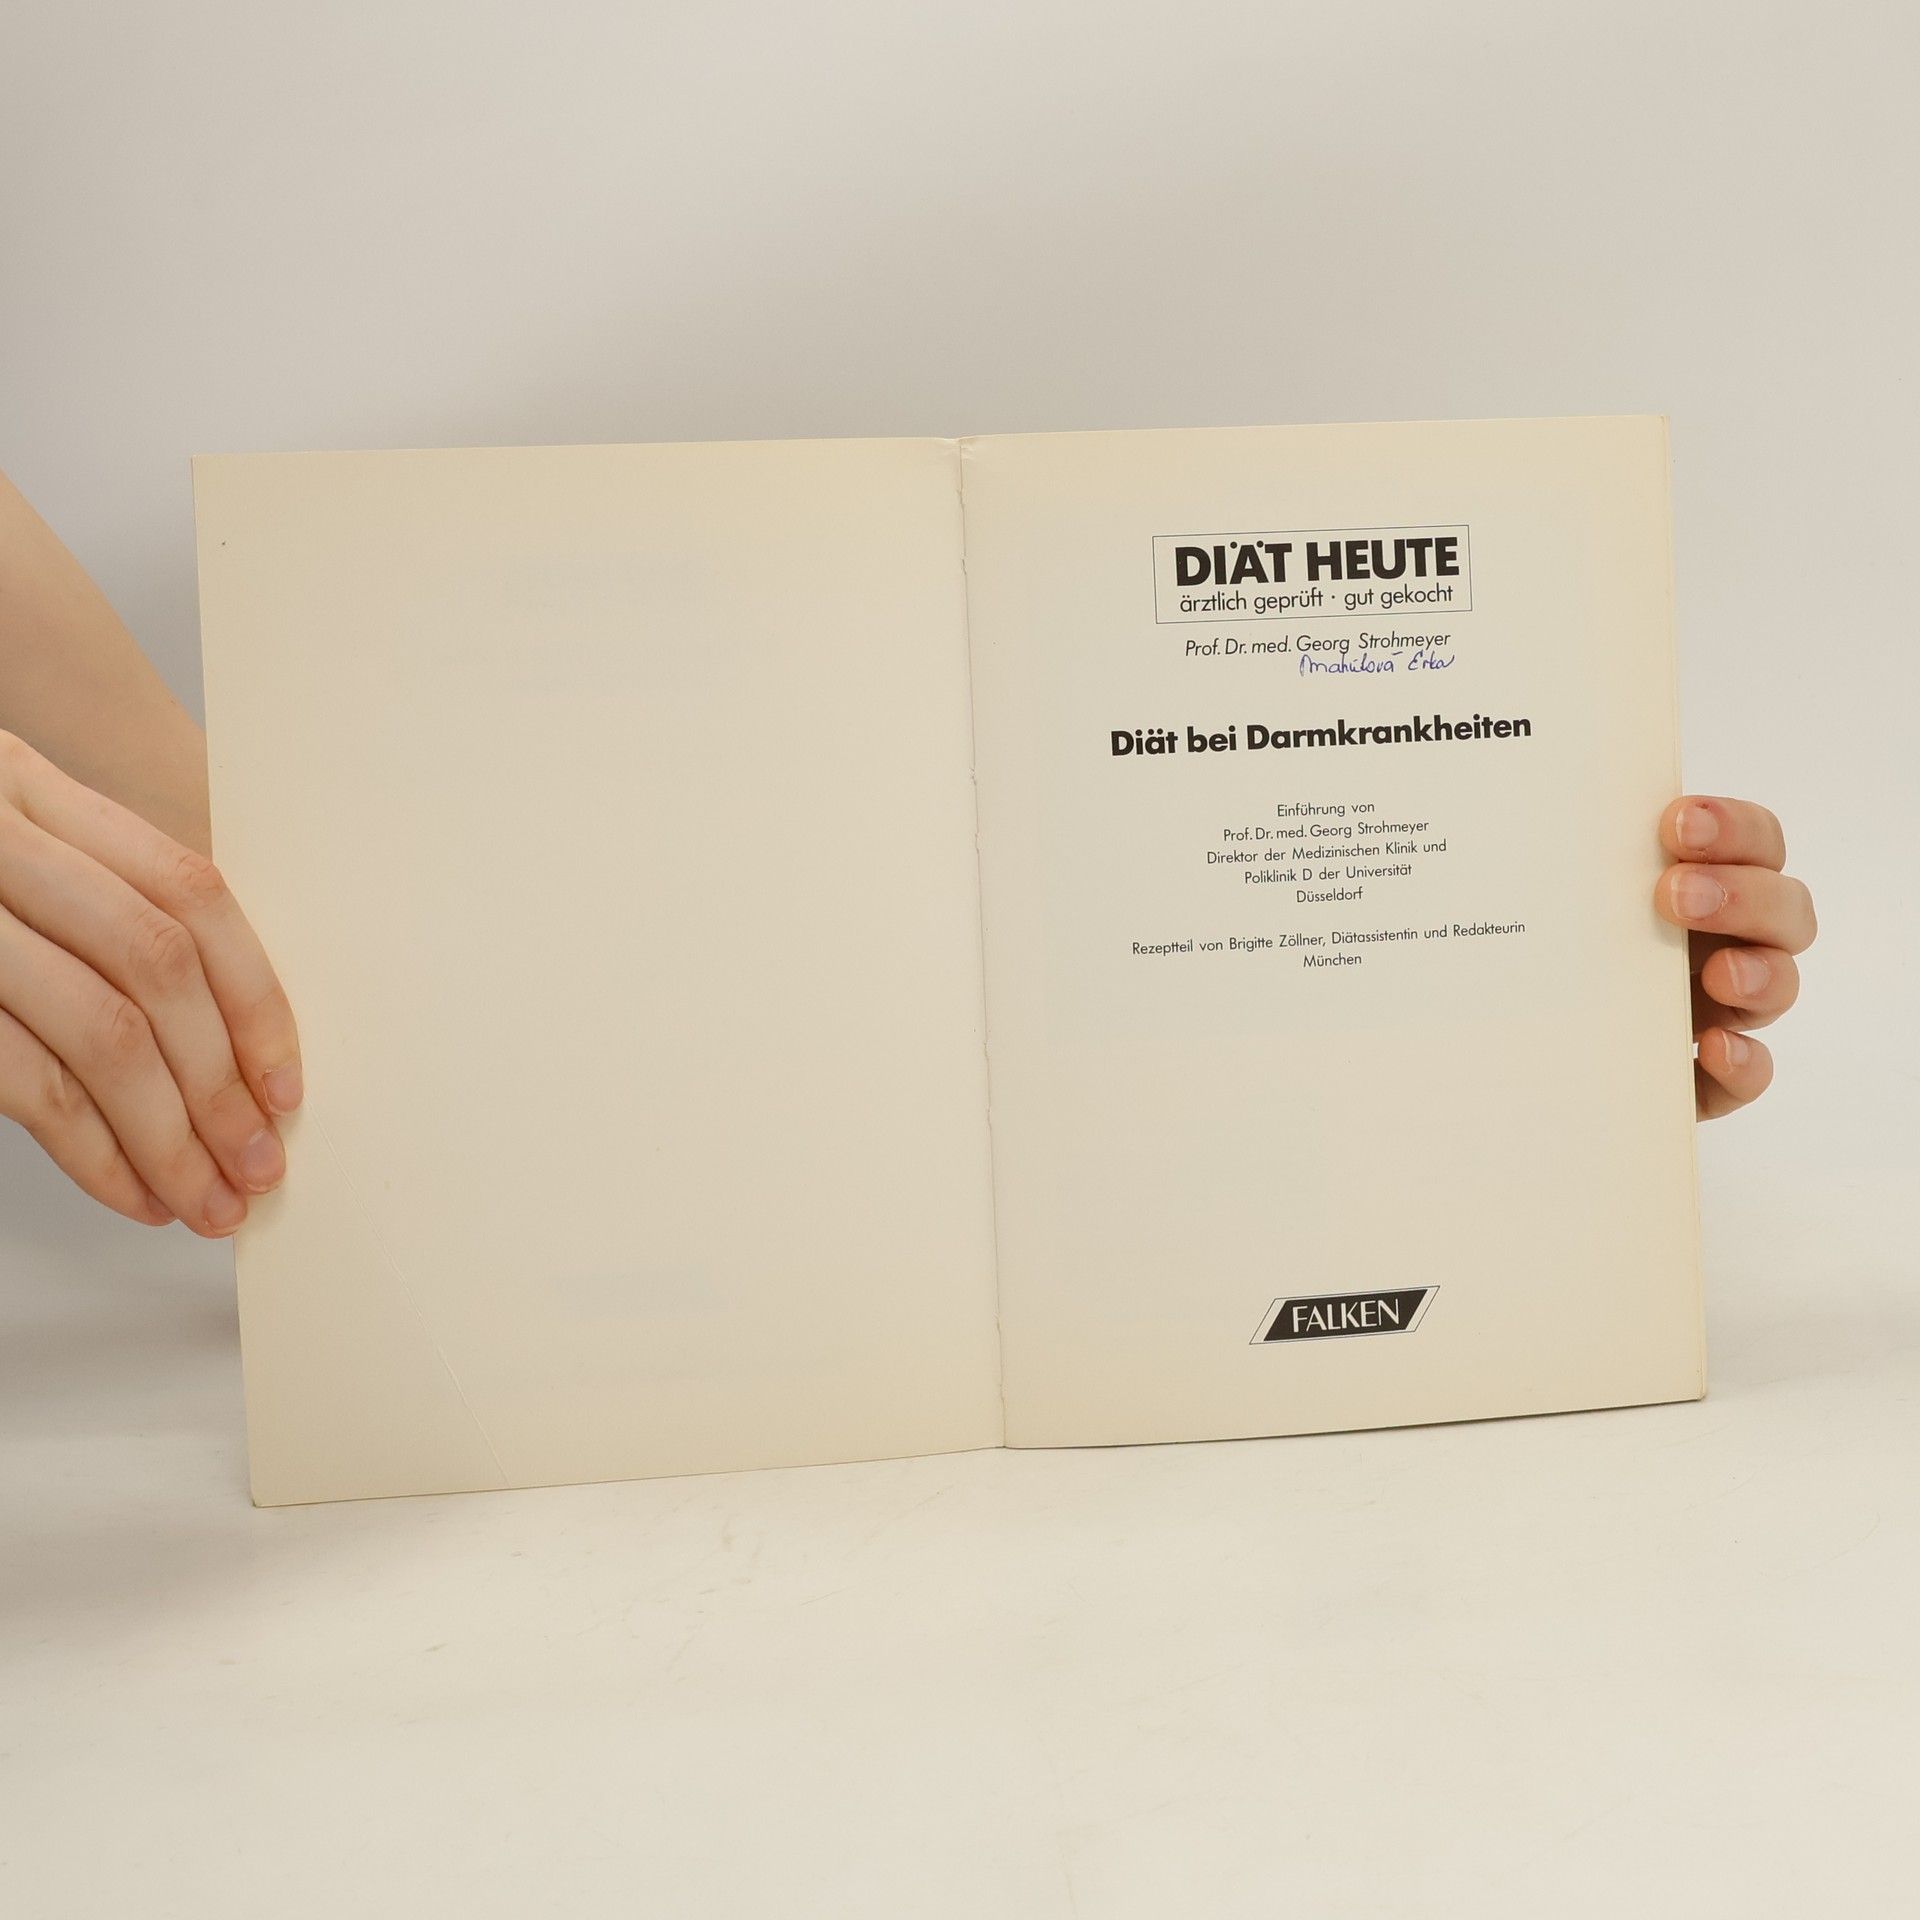 DIÄT HEUTE
ärztlich geprüft · gut gekocht
Prof. Dr. med. Georg Strohmeyer
Diät bei Darmkrankheiten
Einführung von
Prof. Dr. med. Georg Strohmeyer
Direktor der Medizinischen Klinik und
Poliklinik D der Universität
Düsseldorf
Rezeptteil von Brigitte Zöllner, Diätassistentin und Redakteurin
München
FALKEN